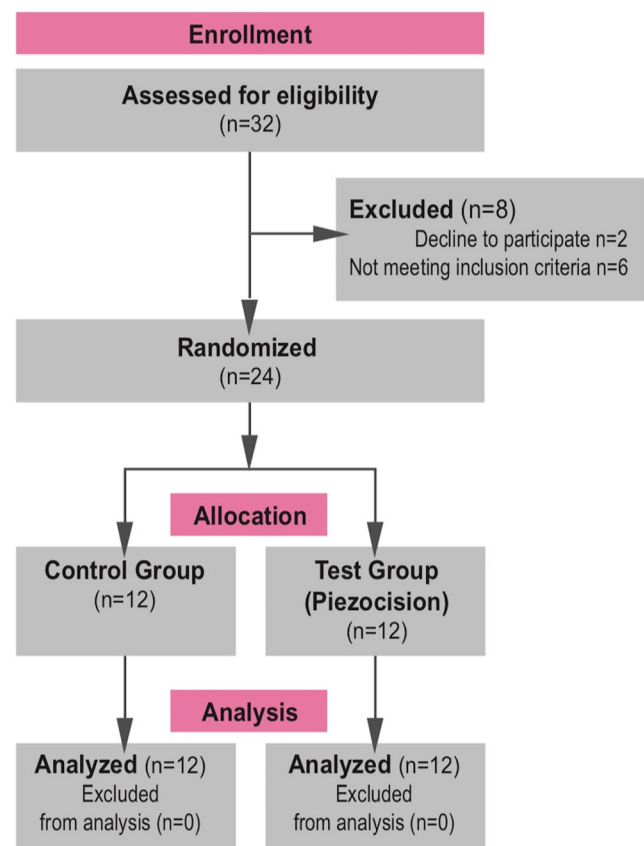 Enrollment
Assessed for eligibility
(n=32)
Excluded (n=8)
Decline to participate n=2
Not meeting inclusion criteria n=6
Randomized
(n=24)
Allocation
Control Group
(n=12)
Test Group
(Piezocision)
(n=12)
Analysis
Analyzed (n=12)
Excluded
from analysis (n=0)
Analyzed (n=12)
Excluded
from analysis (n=0)